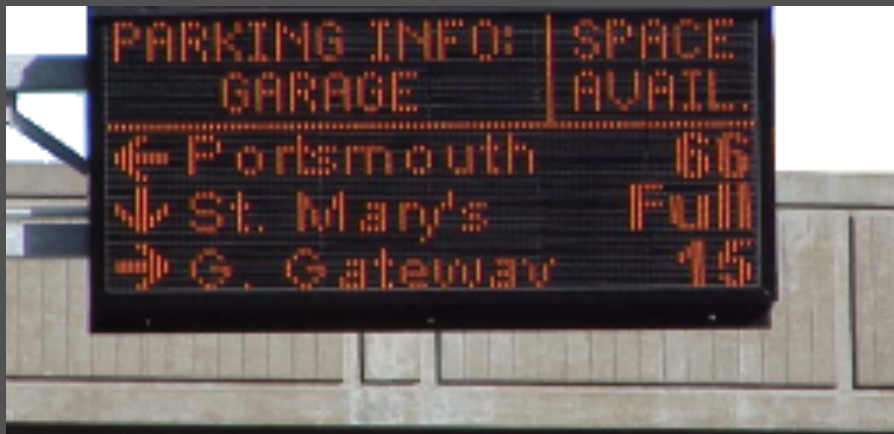 PARKING INFO: SPACE
GARAGE AVAIL.
← Portsmouth 66
↓ St. Mary's Full
→ G. Gateway 15